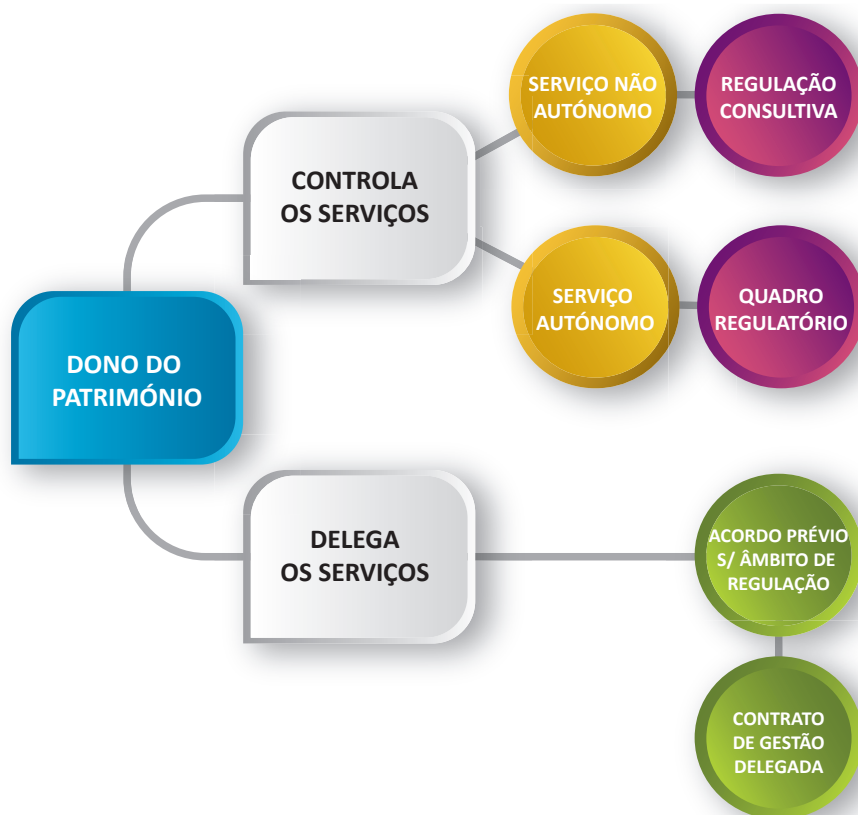 SERVIÇO NÃO
AUTÓNOMO
REGULAÇÃO
CONSULTIVA
CONTROLA
OS SERVIÇOS
SERVIÇO
AUTÓNOMO
QUADRO
REGULATÓRIO
DONO DO
PATRIMÓNIO
DELEGA
OS SERVIÇOS
ACORDO PRÉVIO
S/ ÂMBITO DE
REGULAÇÃO
CONTRATO
DE GESTÃO
DELEGADA